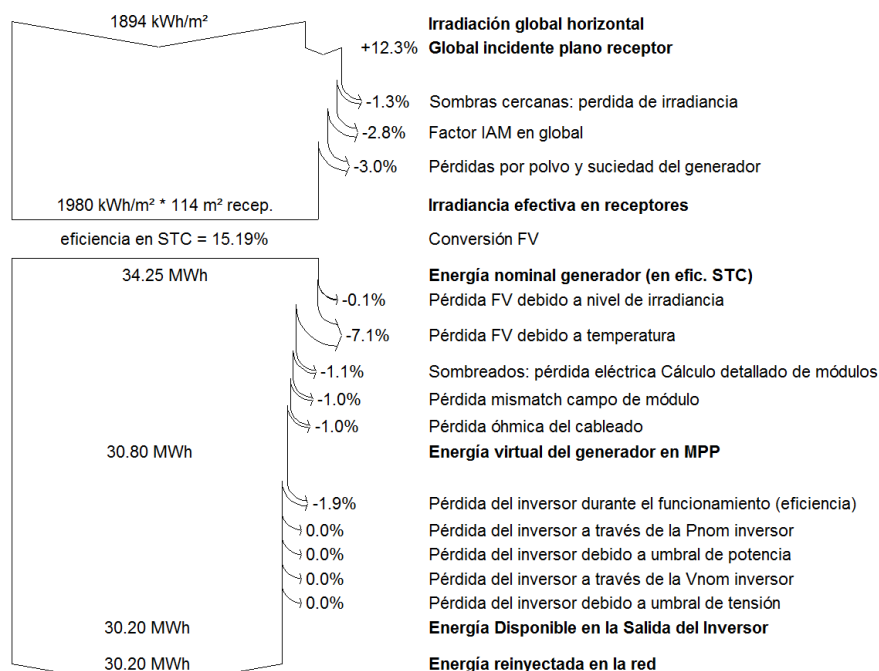 1894 kWh/m² Irradiación global horizontal
+12.3% Global incidente plano receptor
-1.3% Sombras cercanas: perdida de irradiancia
-2.8% Factor IAM en global
-3.0% Pérdidas por polvo y suciedad del generador
1980 kWh/m² * 114 m² recep. Irradiancia efectiva en receptores
eficiencia en STC = 15.19% Conversión FV
34.25 MWh Energía nominal generador (en efic. STC)
-0.1% Pérdida FV debido a nivel de irradiancia
-7.1% Pérdida FV debido a temperatura
-1.1% Sombreados: pérdida eléctrica Cálculo detallado de módulos
-1.0% Pérdida mismatch campo de módulo
-1.0% Pérdida óhmica del cableado
30.80 MWh Energía virtual del generador en MPP
-1.9% Pérdida del inversor durante el funcionamiento (eficiencia)
0.0% Pérdida del inversor a través de la Pnom inversor
0.0% Pérdida del inversor debido a umbral de potencia
0.0% Pérdida del inversor a través de la Vnom inversor
0.0% Pérdida del inversor debido a umbral de tensión
30.20 MWh Energía Disponible en la Salida del Inversor
30.20 MWh Energía reinyectada en la red